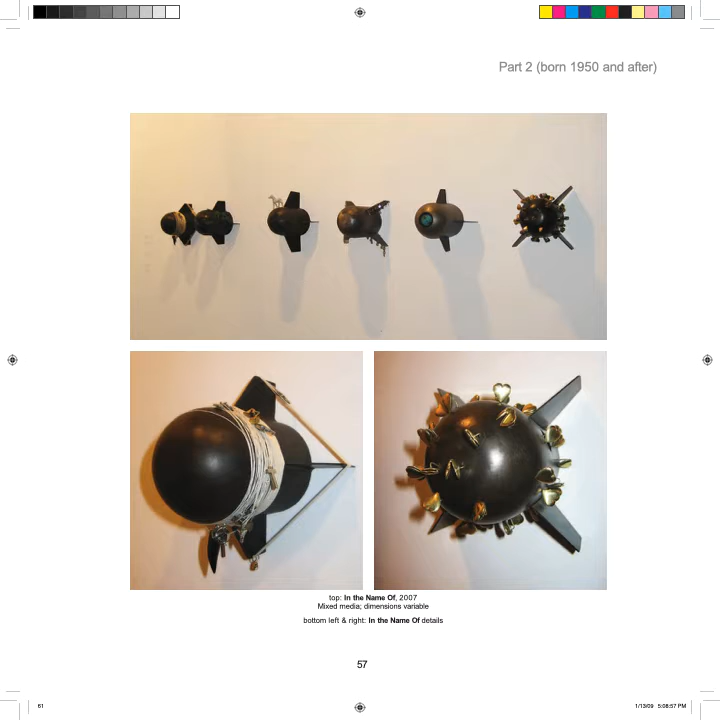 Part 2 (born 1950 and after)
top: In the Name Of, 2007
Mixed media; dimensions variable
bottom left & right: In the Name Of details
57
61
1/13/09 5:08:57 PM